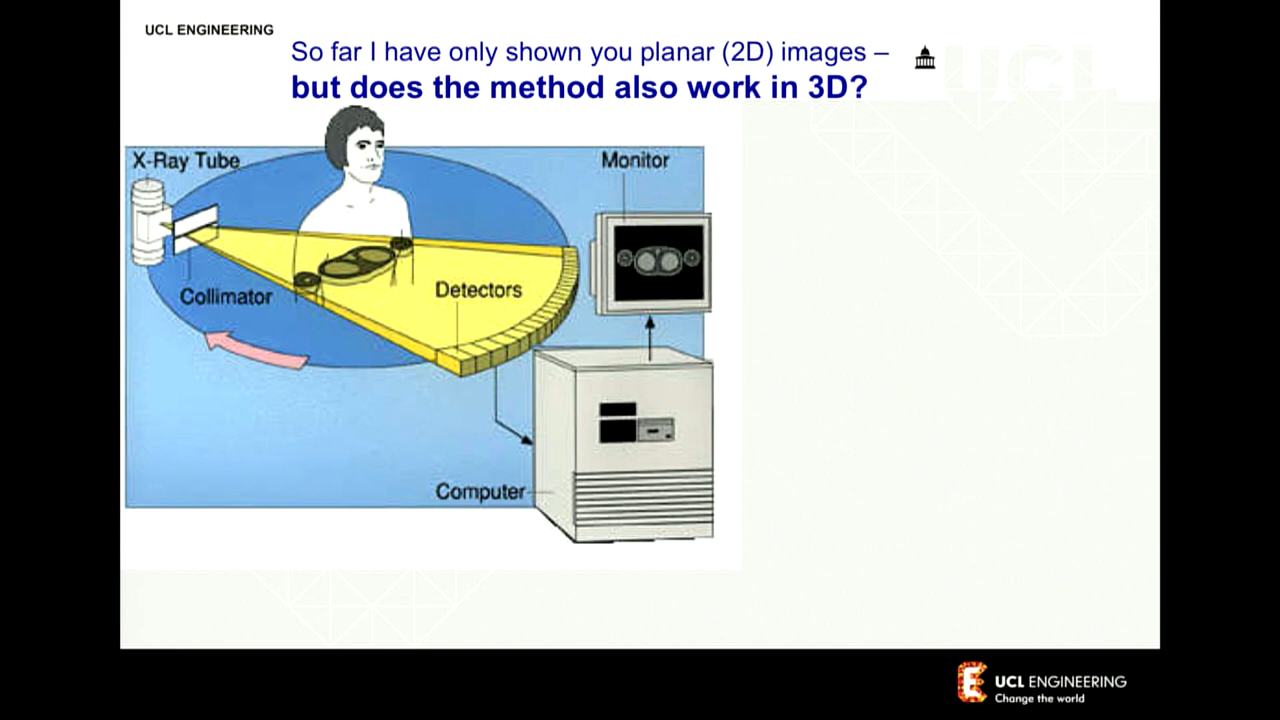 UCL ENGINEERING
So far I have only shown you planar (2D) images –
but does the method also work in 3D?
UCL
X-Ray Tube
Monitor
Collimator
Detectors
Computer
UCL ENGINEERING
Change the world